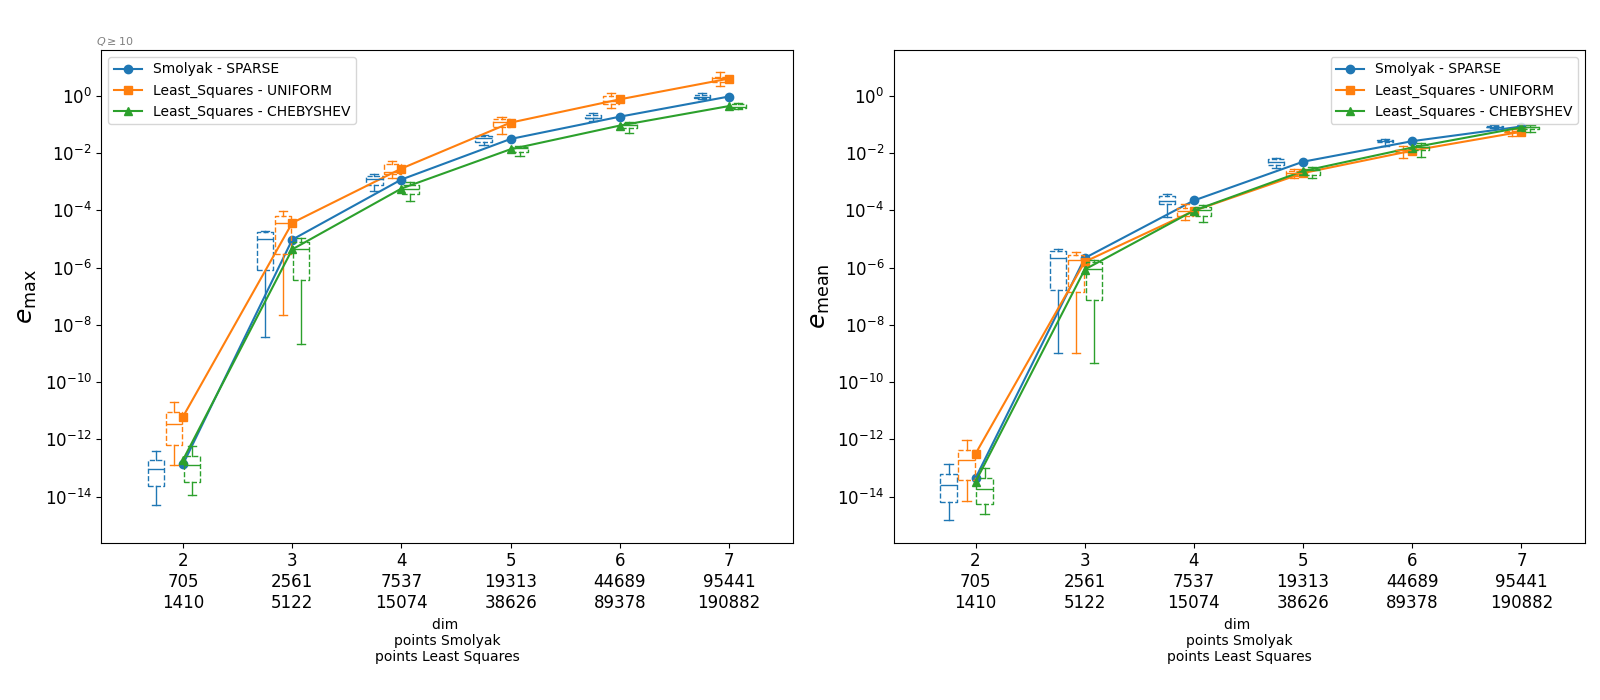 Q ≥ 10
Smolyak - SPARSE
Least_Squares - UNIFORM
Least_Squares - CHEBYSHEV
10⁰
10⁻²
10⁻⁴
10⁻⁶
10⁻⁸
10⁻¹⁰
10⁻¹²
10⁻¹⁴
e_max
2 3 4 5 6 7
705 2561 7537 19313 44689 95441
1410 5122 15074 38626 89378 190882
dim
points Smolyak
points Least Squares
Smolyak - SPARSE
Least_Squares - UNIFORM
Least_Squares - CHEBYSHEV
10⁰
10⁻²
10⁻⁴
10⁻⁶
10⁻⁸
10⁻¹⁰
10⁻¹²
10⁻¹⁴
e_mean
2 3 4 5 6 7
705 2561 7537 19313 44689 95441
1410 5122 15074 38626 89378 190882
dim
points Smolyak
points Least Squares